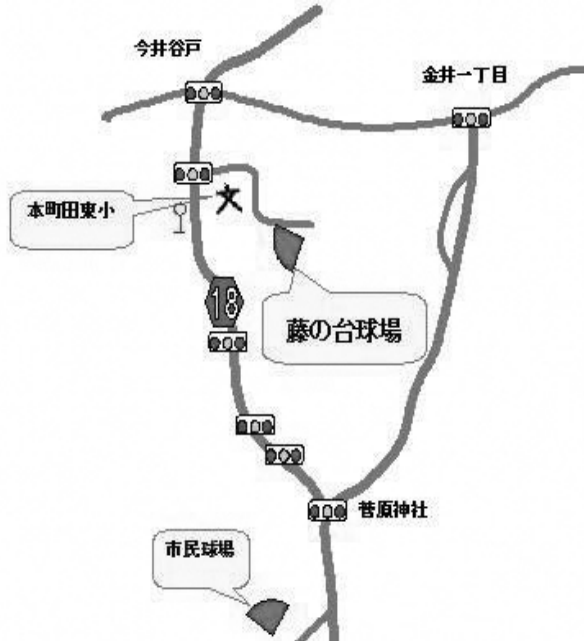 今井谷戸
金井一丁目
本町田東小
18
藤の台球場
菅原神社
市民球場